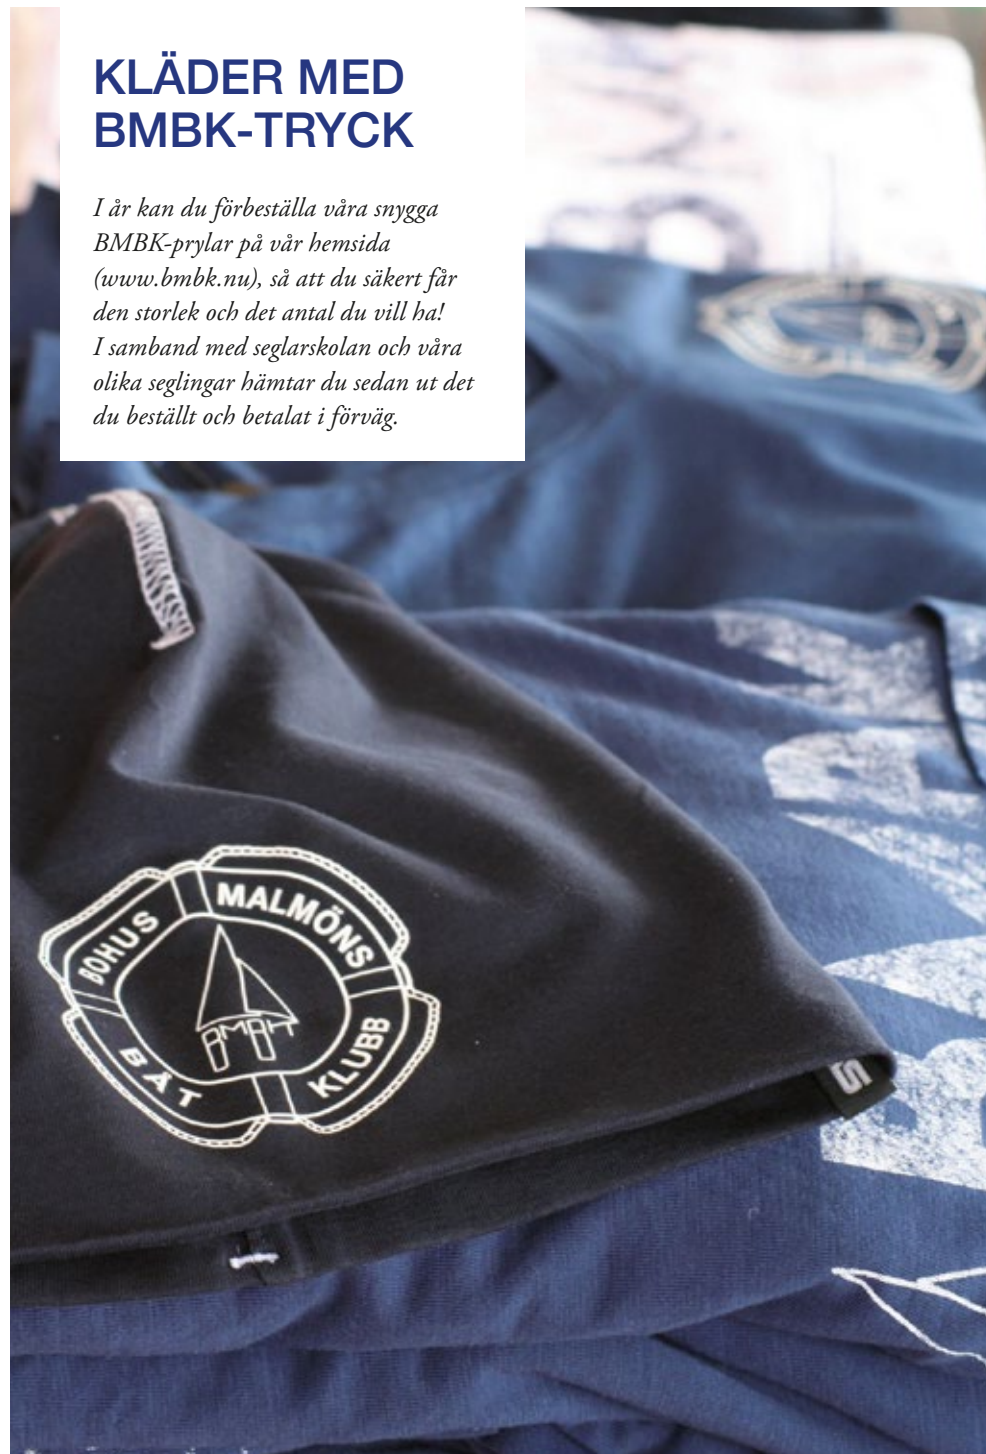 KLÄDER MED
BMBK-TRYCK
I år kan du förbeställa våra snygga
BMBK-prylar på vår hemsida
(www.bmbk.nu), så att du säkert får
den storlek och det antal du vill ha!
I samband med seglarskolan och våra
olika seglingar hämtar du sedan ut det
du beställt och betalat i förväg.
BOHUS
MALMÖNS
BMBK
BÅT
KLUBB
S